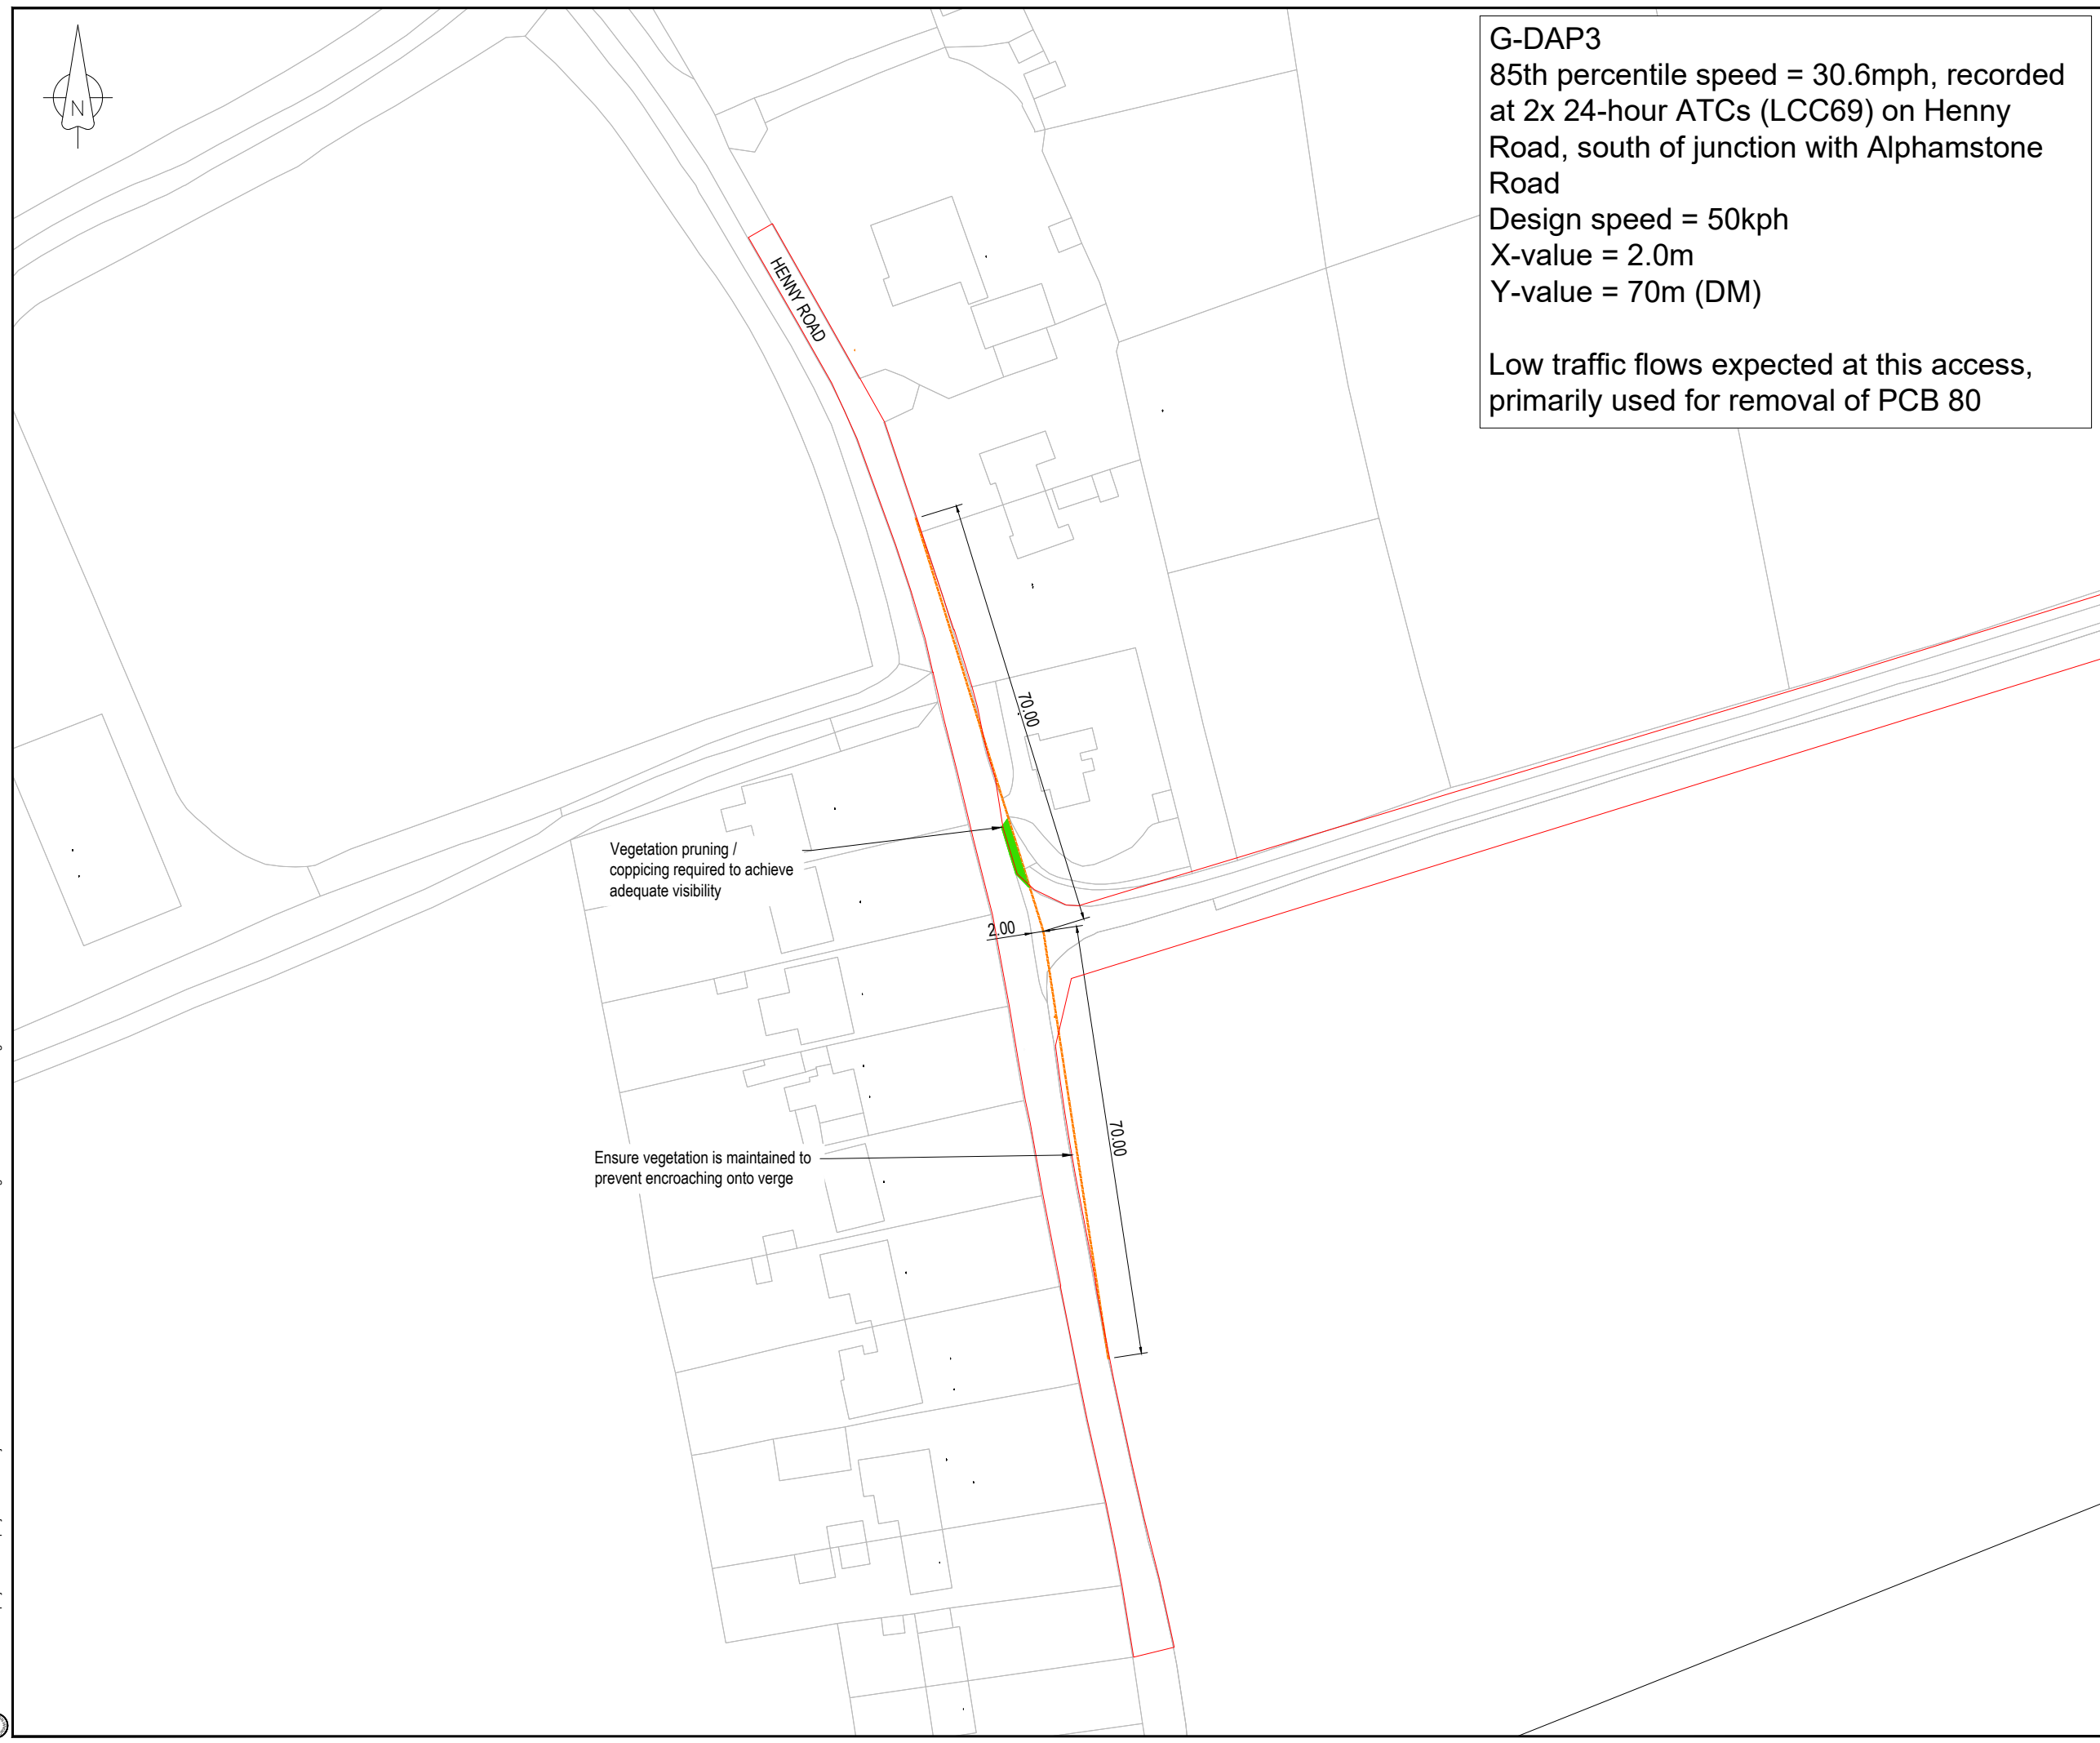 G-DAP3
85th percentile speed = 30.6mph, recorded
at 2x 24-hour ATCs (LCC69) on Henny
Road, south of junction with Alphamstone
Road
Design speed = 50kph
X-value = 2.0m
Y-value = 70m (DM)
Low traffic flows expected at this access,
primarily used for removal of PCB 80
N
HENNY ROAD
70.00
Vegetation pruning /
coppicing required to achieve
adequate visibility
2.00
70.00
Ensure vegetation is maintained to
prevent encroaching onto verge